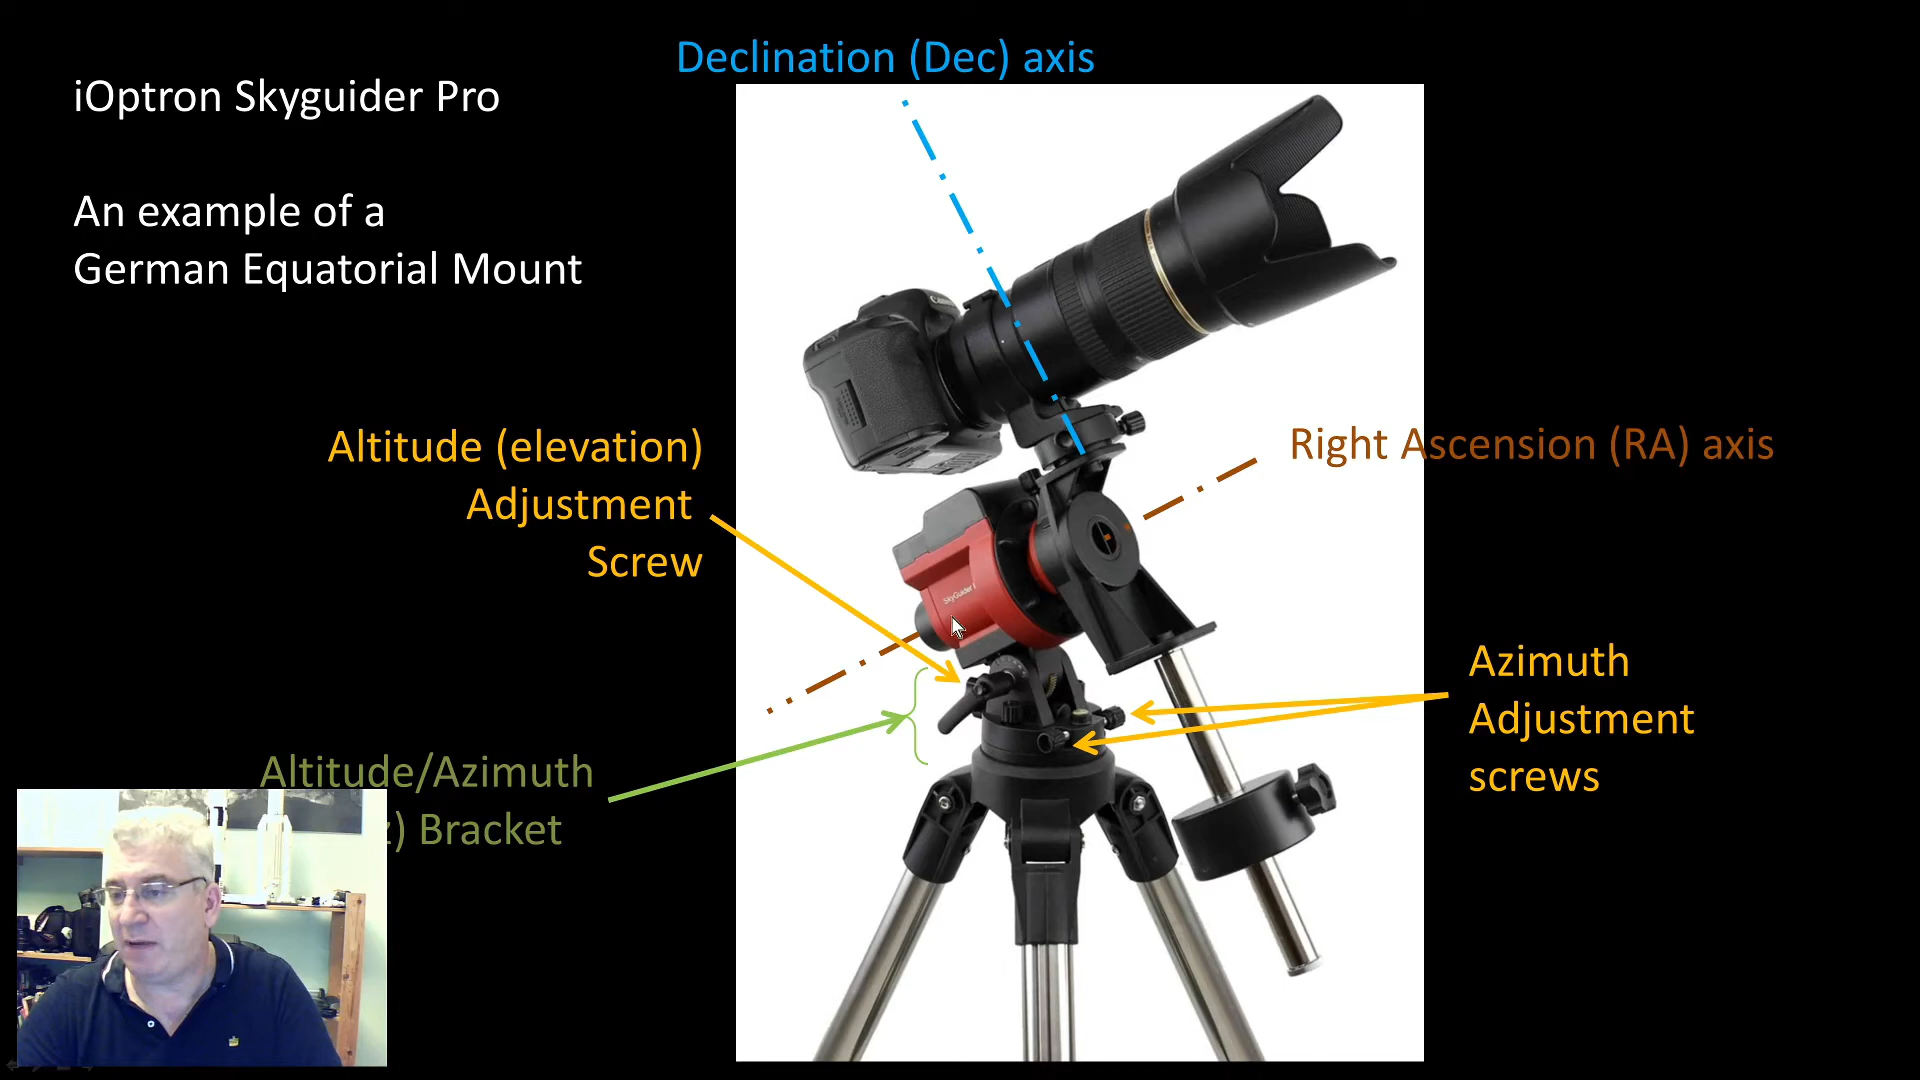 Declination (Dec) axis
iOptron Skyguider Pro
An example of a
German Equatorial Mount
Altitude (elevation)
Adjustment
Screw
Right Ascension (RA) axis
SkyGuider
Azimuth
Adjustment
screws
Altitude/Azimuth
z) Bracket